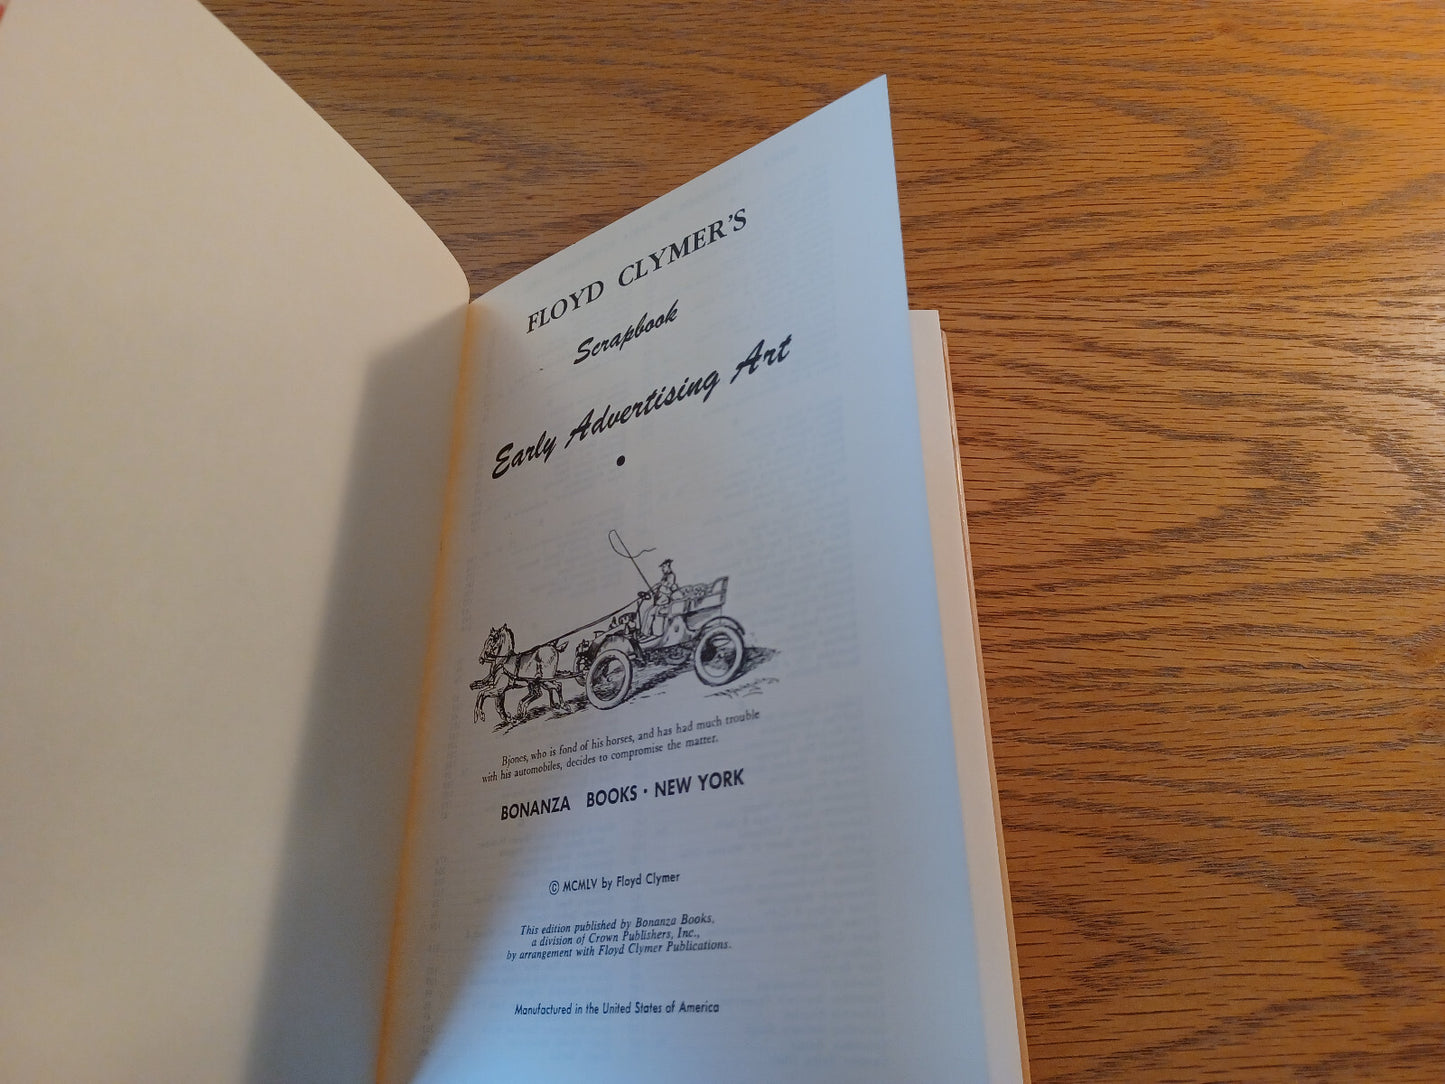 FLOYD CLYMER'S
Scrapbook
Early Advertising Art
•
Bjones, who is fond of his horses, and has had much trouble
with his automobiles, decides to compromise the matter.
BONANZA BOOKS · NEW YORK
© MCMLV by Floyd Clymer
This edition published by Bonanza Books,
a division of Crown Publishers, Inc.,
by arrangement with Floyd Clymer Publications.
Manufactured in the United States of America